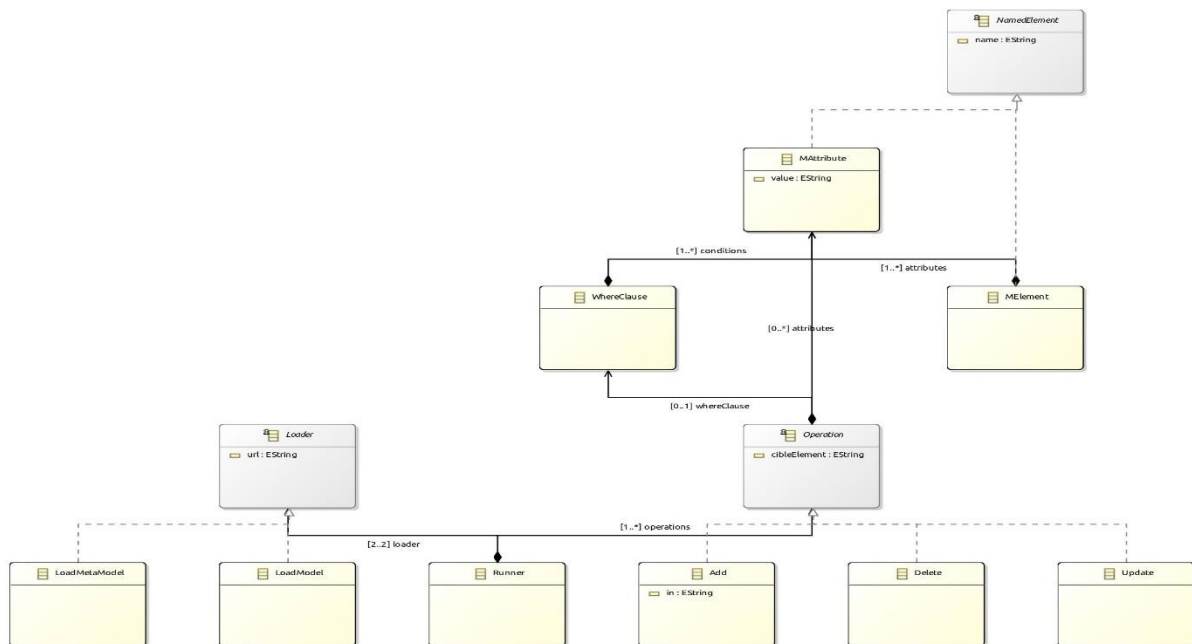 NamedElement
name : EString
MAttribute
value : EString
[1..*] conditions
[1..*] attributes
WhereClause
MElement
[0..*] attributes
[0..1] whereClause
Loader
url : EString
Operation
cibleElement : EString
[1..*] operations
[2..2] loader
LoadMetaModel
LoadModel
Runner
Add
in : EString
Delete
Update